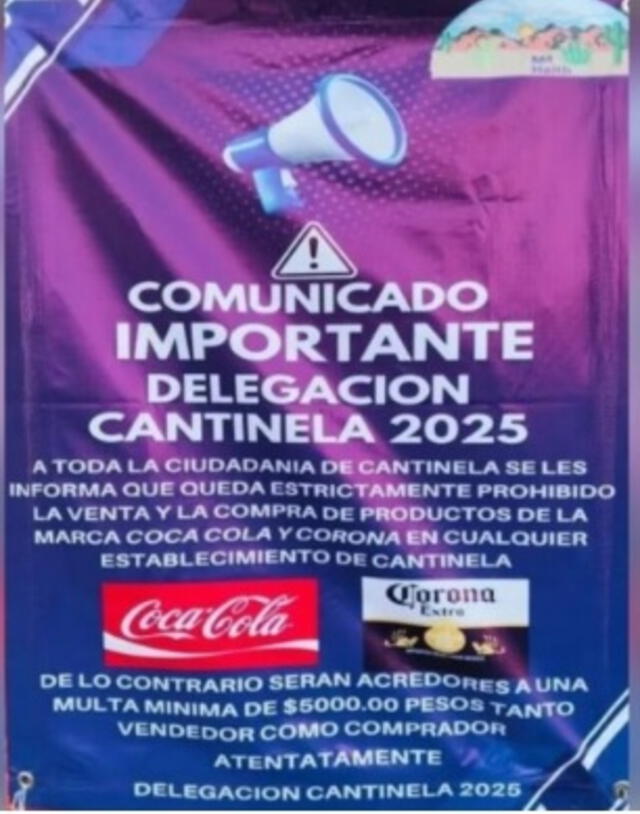 COMUNICADO
IMPORTANTE
DELEGACION
CANTINELA 2025
A TODA LA CIUDADANIA DE CANTINELA SE LES
INFORMA QUE QUEDA ESTRICTAMENTE PROHIBIDO
LA VENTA Y LA COMPRA DE PRODUCTOS DE LA
MARCA COCA COLA Y CORONA EN CUALQUIER
ESTABLECIMIENTO DE CANTINELA
Coca-Cola
Corona
Extra
DE LO CONTRARIO SERAN ACREDORES A UNA
MULTA MINIMA DE $5000.00 PESOS TANTO
VENDEDOR COMO COMPRADOR
ATENTATAMENTE
DELEGACION CANTINELA 2025